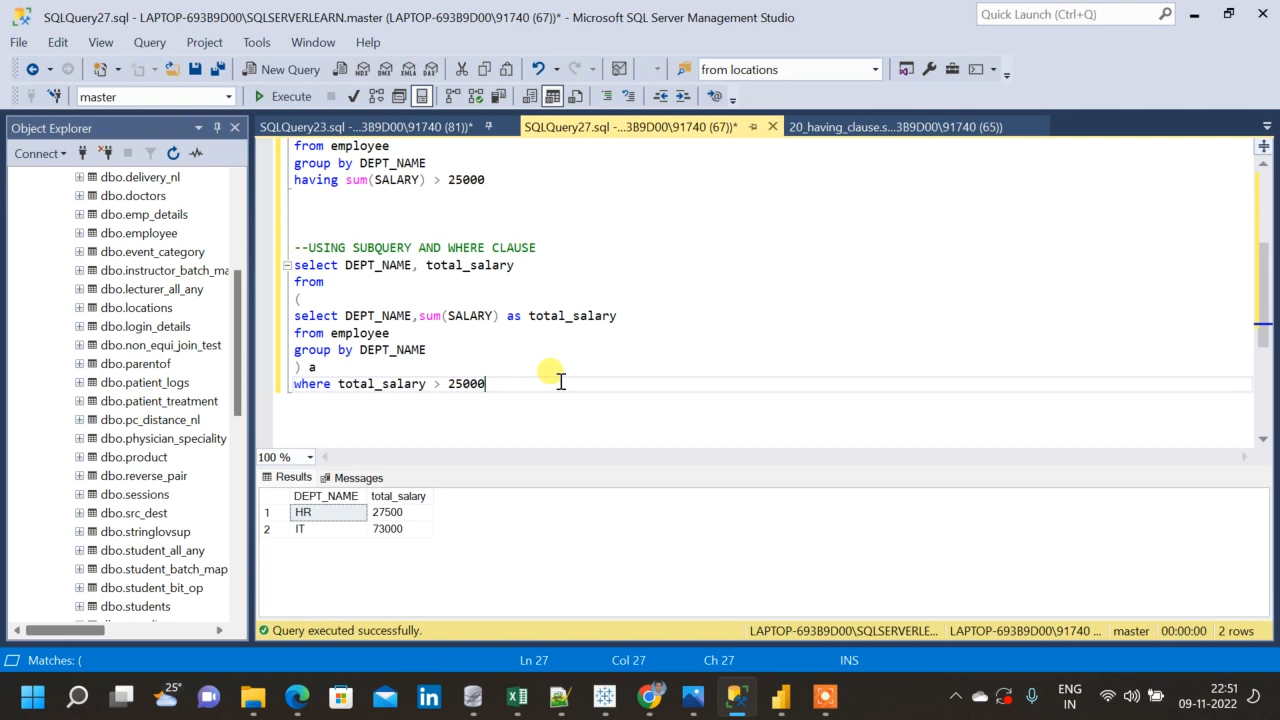 SQLQuery27.sql - LAPTOP-693B9D00\SQLSERVERLEARN.master (LAPTOP-693B9D00\91740 (67))* - Microsoft SQL Server Management Studio
Quick Launch (Ctrl+Q)
File Edit View Query Project Tools Window Help
New Query MDX DMX XMLA DAX from locations
master Execute
Object Explorer
SQLQuery23.sql -...3B9D00\91740 (81))* SQLQuery27.sql -...3B9D00\91740 (67))* 20_having_clause.s...3B9D00\91740 (65))
Connect
dbo.delivery_nl
dbo.doctors
dbo.emp_details
dbo.employee
dbo.event_category
dbo.instructor_batch_ma
dbo.lecturer_all_any
dbo.locations
dbo.login_details
dbo.non_equi_join_test
dbo.parentof
dbo.patient_logs
dbo.patient_treatment
dbo.pc_distance_nl
dbo.physician_speciality
dbo.product
dbo.reverse_pair
dbo.sessions
dbo.src_dest
dbo.stringlovsup
dbo.student_all_any
dbo.student_batch_map
dbo.student_bit_op
dbo.students
from employee
group by DEPT_NAME
having sum(SALARY) > 25000
--USING SUBQUERY AND WHERE CLAUSE
select DEPT_NAME, total_salary
from
(
select DEPT_NAME,sum(SALARY) as total_salary
from employee
group by DEPT_NAME
) a
where total_salary > 25000
100 %
Results Messages
DEPT_NAME total_salary
1 HR 27500
2 IT 73000
Query executed successfully. LAPTOP-693B9D00\SQLSERVERLE... LAPTOP-693B9D00\91740 ... master 00:00:00 2 rows
Matches: ( Ln 27 Col 27 Ch 27 INS
25°
ENG
IN
22:51
09-11-2022